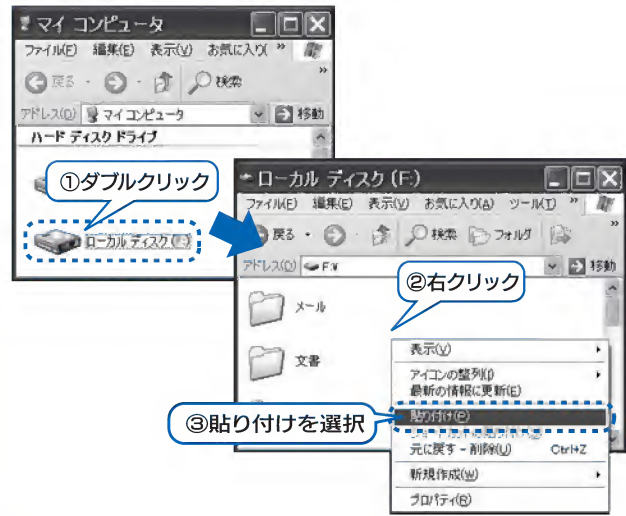 マイ コンピュータ
ファイル(F) 編集(E) 表示(V) お気に入り( »
戻る 検索 »
アドレス(D) マイ コンピュータ 移動
ハード ディスク ドライブ
①ダブルクリック
ローカル ディスク (F:)
ローカル ディスク (F:)
ファイル(F) 編集(E) 表示(V) お気に入り(A) ツール(T) »
戻る 検索 フォルダ »
アドレス(D) F:¥ 移動
②右クリック
メール
文書
表示(V)
アイコンの整列(I)
最新の情報に更新(E)
③貼り付けを選択
貼り付け(P)
元に戻す - 削除(U) Ctrl+Z
新規作成(W)
プロパティ(R)